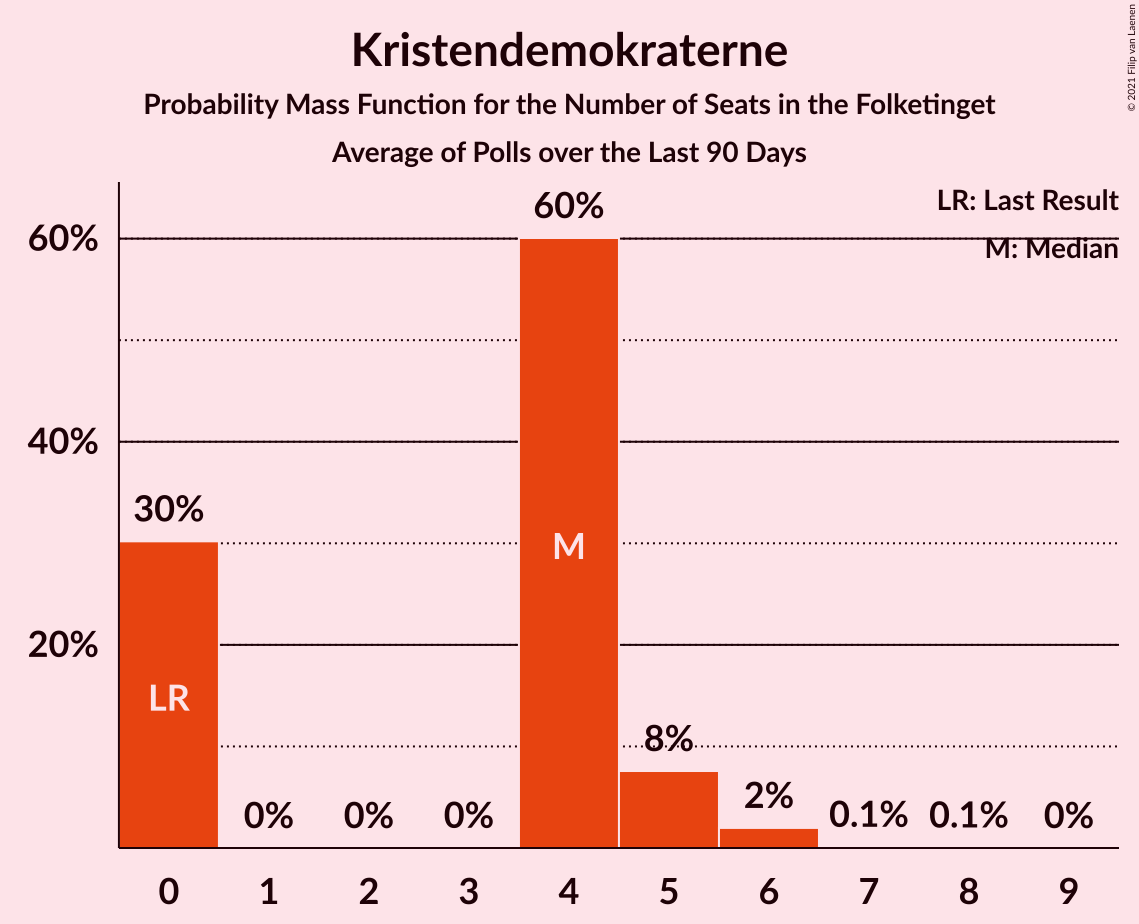 Kristendemokraterne
Probability Mass Function for the Number of Seats in the Folketinget
Average of Polls over the Last 90 Days
© 2021 Filip van Laenen
LR: Last Result
M: Median
60%
40%
20%
30%
0%
0%
0%
60%
8%
2%
0.1%
0.1%
0%
LR
M
0 1 2 3 4 5 6 7 8 9